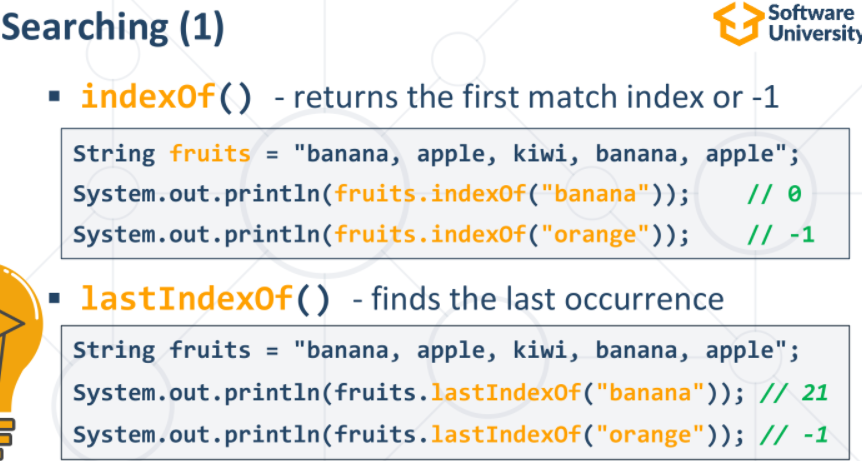 Searching (1)
Software
University
▪ indexOf() - returns the first match index or -1
String fruits = "banana, apple, kiwi, banana, apple";
System.out.println(fruits.indexOf("banana")); // 0
System.out.println(fruits.indexOf("orange")); // -1
▪ lastIndexOf() - finds the last occurrence
String fruits = "banana, apple, kiwi, banana, apple";
System.out.println(fruits.lastIndexOf("banana")); // 21
System.out.println(fruits.lastIndexOf("orange")); // -1